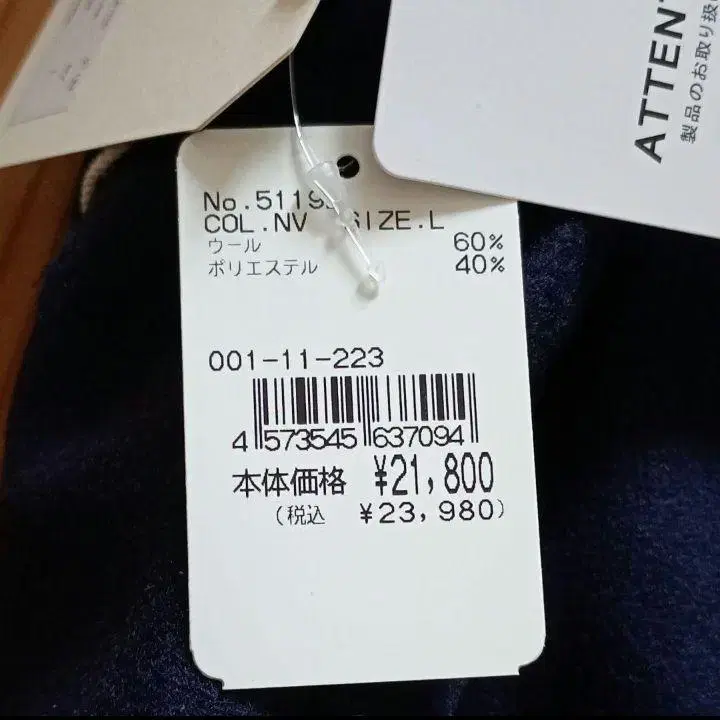 ATTENT
製品のお取り扱
No.5119
COL.NV SIZE.L
ウール 60%
ポリエステル 40%
001-11-223
4 573545 637094
本体価格 ¥21,800
(税込 ¥23,980)